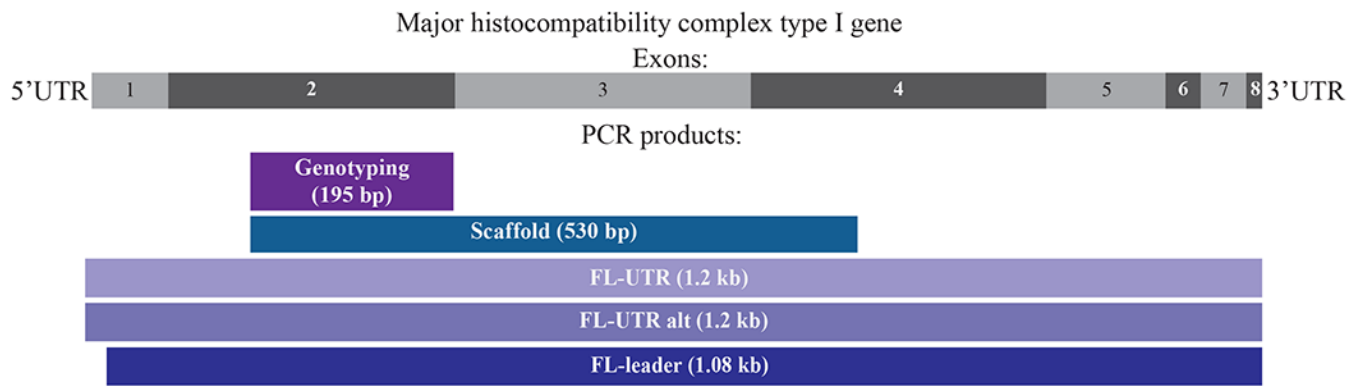 Major histocompatibility complex type I gene
Exons:
5’UTR 1 2 3 4 5 6 7 8 3’UTR
PCR products:
Genotyping
(195 bp)
Scaffold (530 bp)
FL-UTR (1.2 kb)
FL-UTR alt (1.2 kb)
FL-leader (1.08 kb)